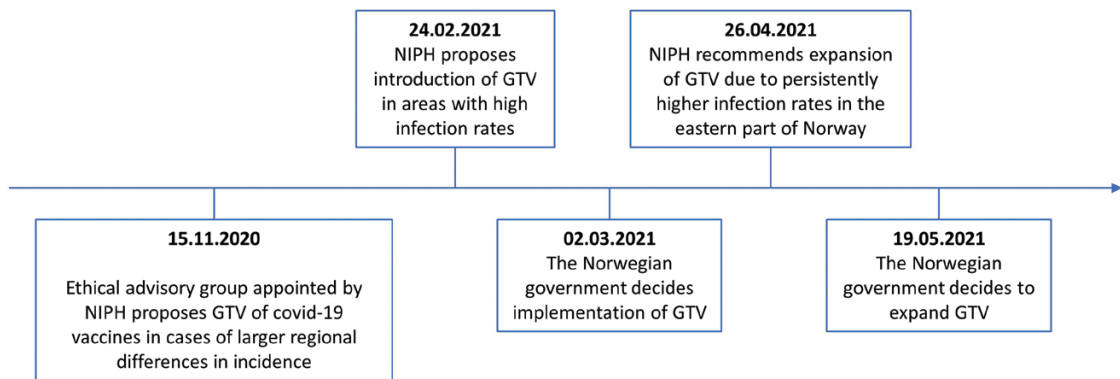 24.02.2021
NIPH proposes
introduction of GTV
in areas with high
infection rates
26.04.2021
NIPH recommends expansion
of GTV due to persistently
higher infection rates in the
eastern part of Norway
15.11.2020
Ethical advisory group appointed by
NIPH proposes GTV of covid-19
vaccines in cases of larger regional
differences in incidence
02.03.2021
The Norwegian
government decides
implementation of GTV
19.05.2021
The Norwegian
government decides to
expand GTV